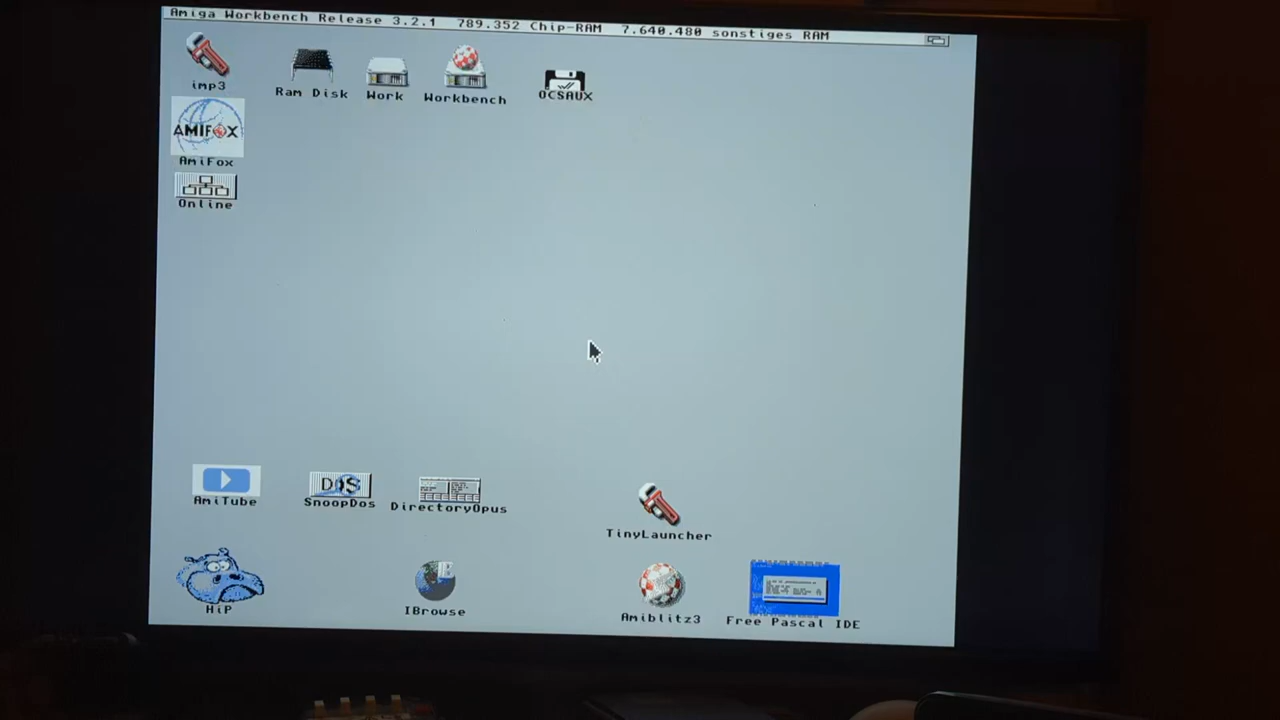 Amiga Workbench Release 3.2.1 789.352 Chip-RAM 7.640.480 sonstiges RAM
imp3
Ram Disk
Work
Workbench
OCSAUX
AMIFOX
AmiFox
Online
AmiTube
DOS
SnoopDos
DirectoryOpus
TinyLauncher
HiP
IBrowse
Amiblitz3
Free Pascal IDE